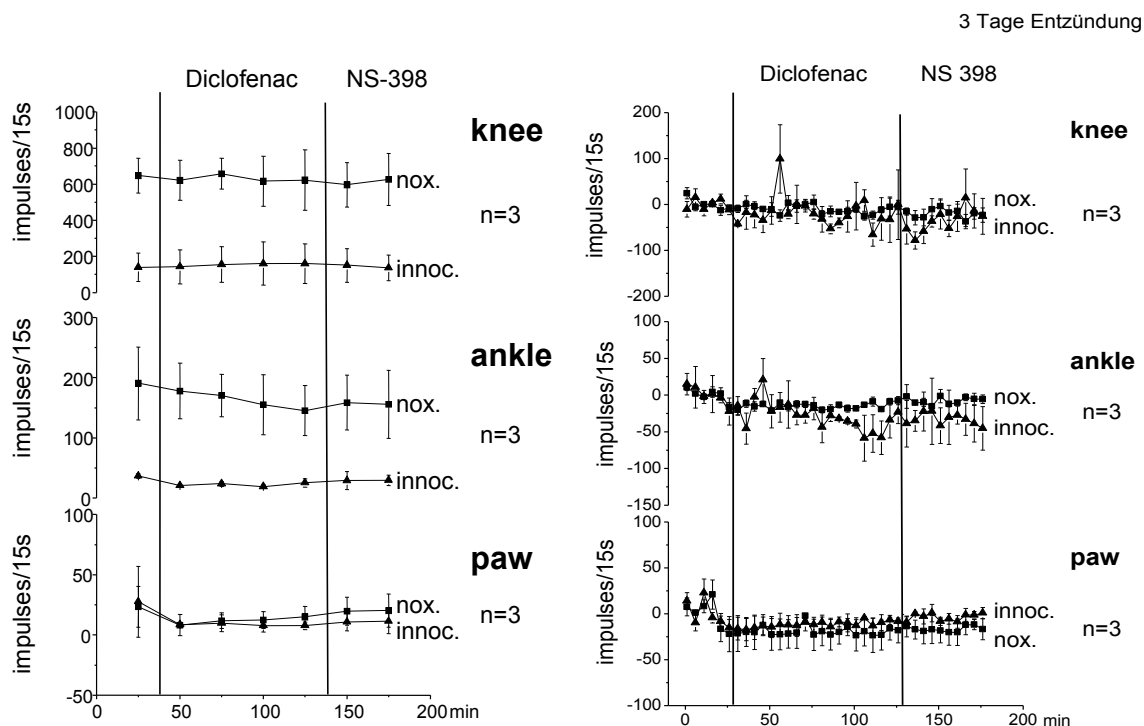 3 Tage Entzündung
Diclofenac NS-398
impulses/15s
1000
800
600
400
200
0
knee
nox.
n=3
innoc.
impulses/15s
300
200
100
0
ankle
nox.
n=3
innoc.
impulses/15s
100
50
0
-50
paw
nox.
n=3
innoc.
0 50 100 150 200 min
Diclofenac NS 398
impulses/15s
200
100
0
-100
-200
knee
nox.
n=3
innoc.
impulses/15s
100
50
0
-50
-100
-150
ankle
nox.
n=3
innoc.
impulses/15s
100
50
0
-50
-100
paw
innoc.
n=3
nox.
0 50 100 150 200 min